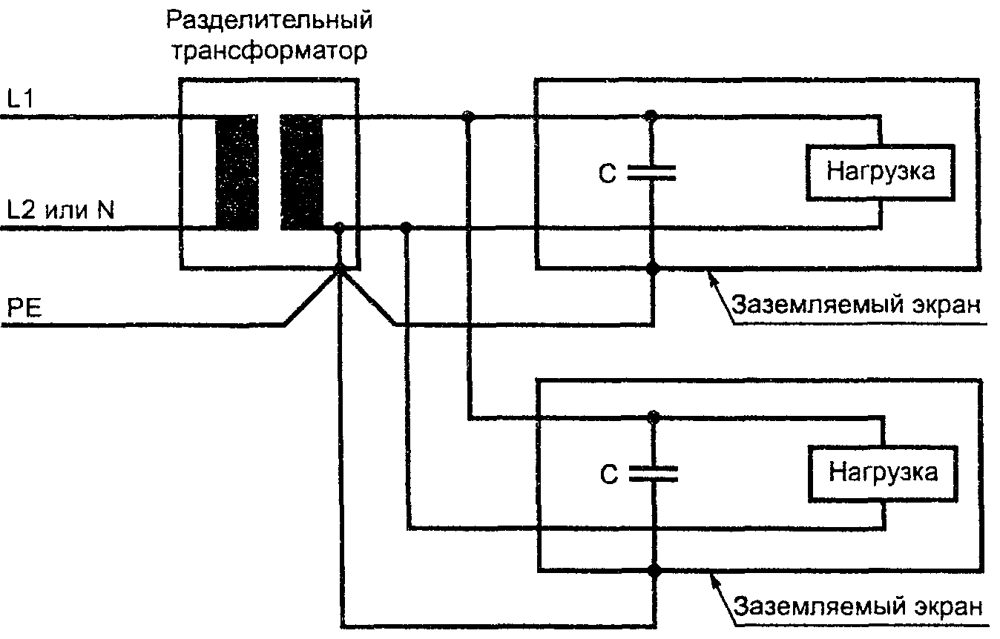 Разделительный
трансформатор
L1
L2 или N
PE
C
Нагрузка
Заземляемый экран
C
Нагрузка
Заземляемый экран